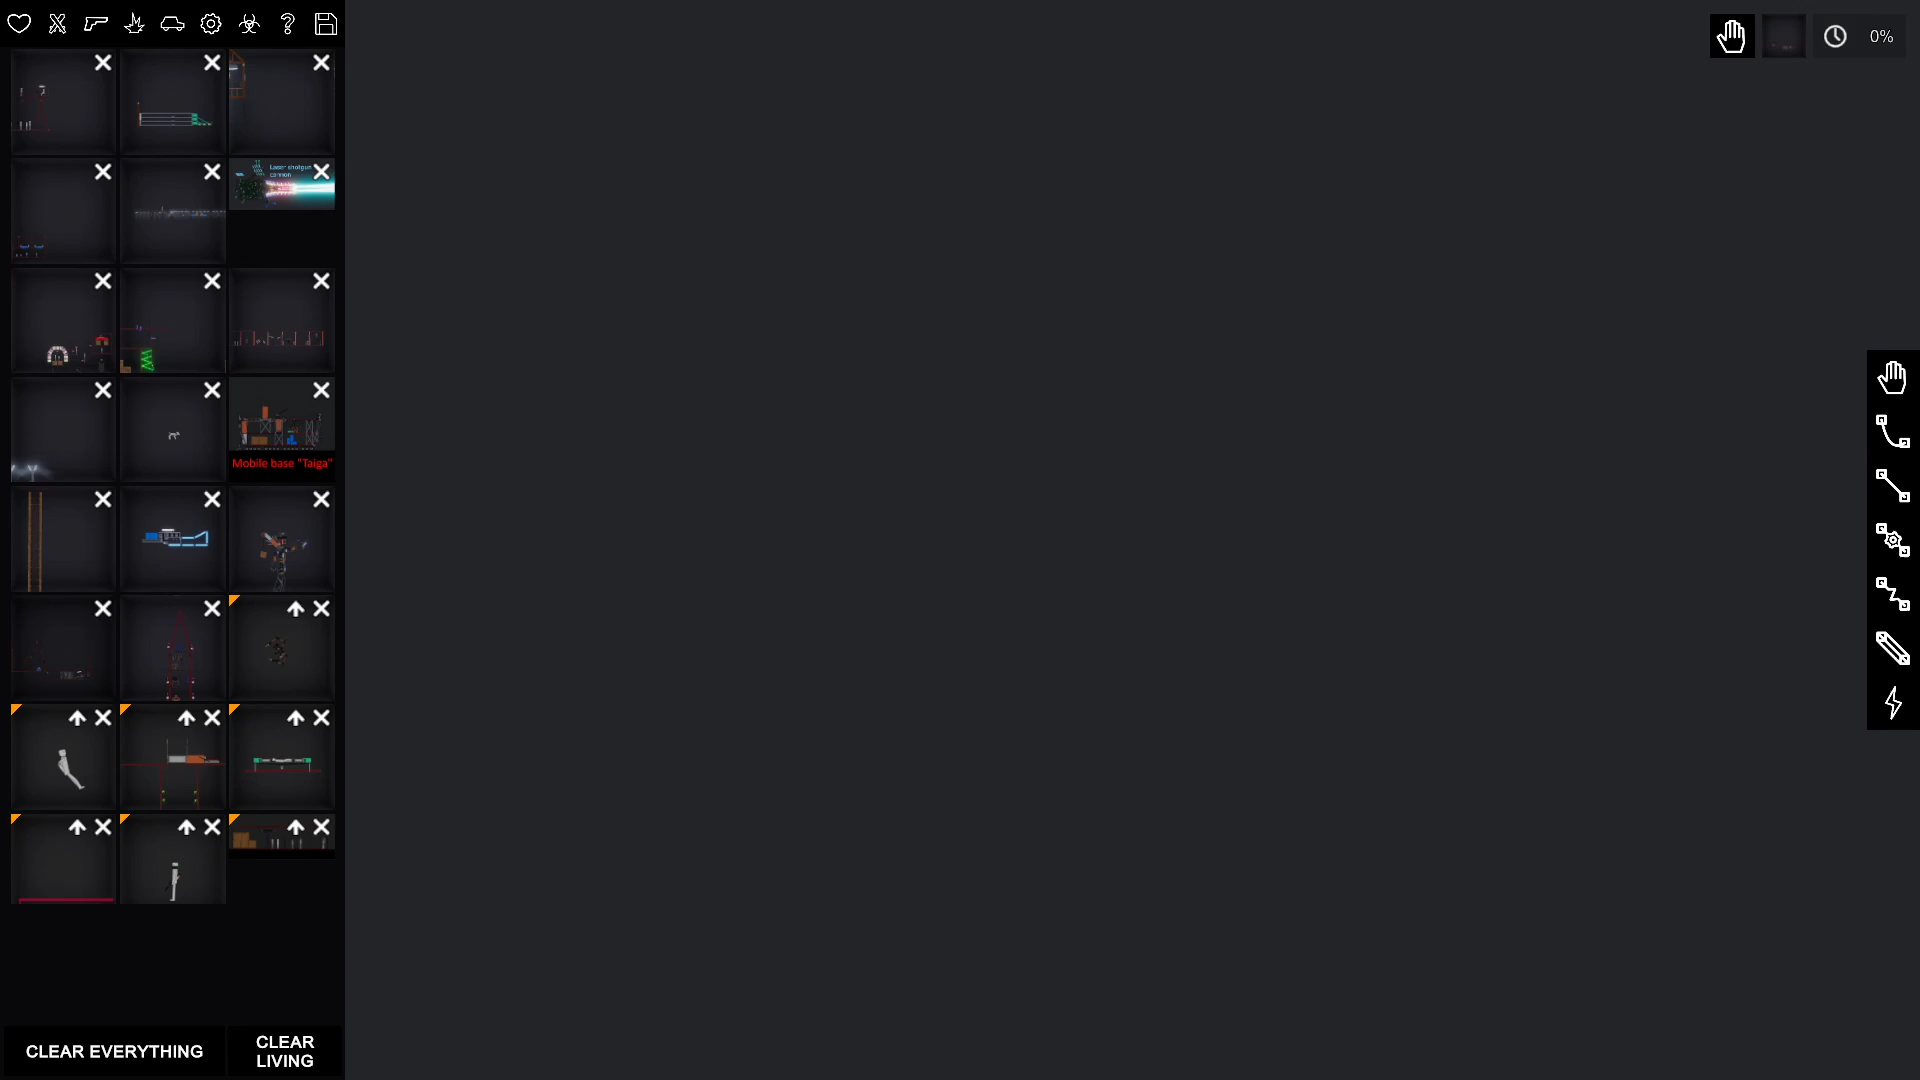 0%
Laser shotgun
cannon
Mobile base "Taiga"
CLEAR EVERYTHING
CLEAR
LIVING